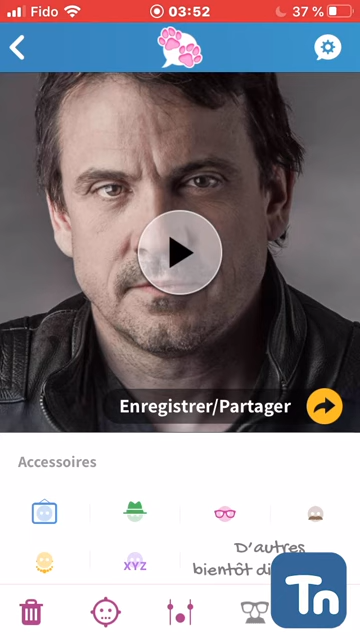 Fido
03:52
37 %
Enregistrer/Partager
Accessoires
XYZ
D'autres
bientôt
Tn